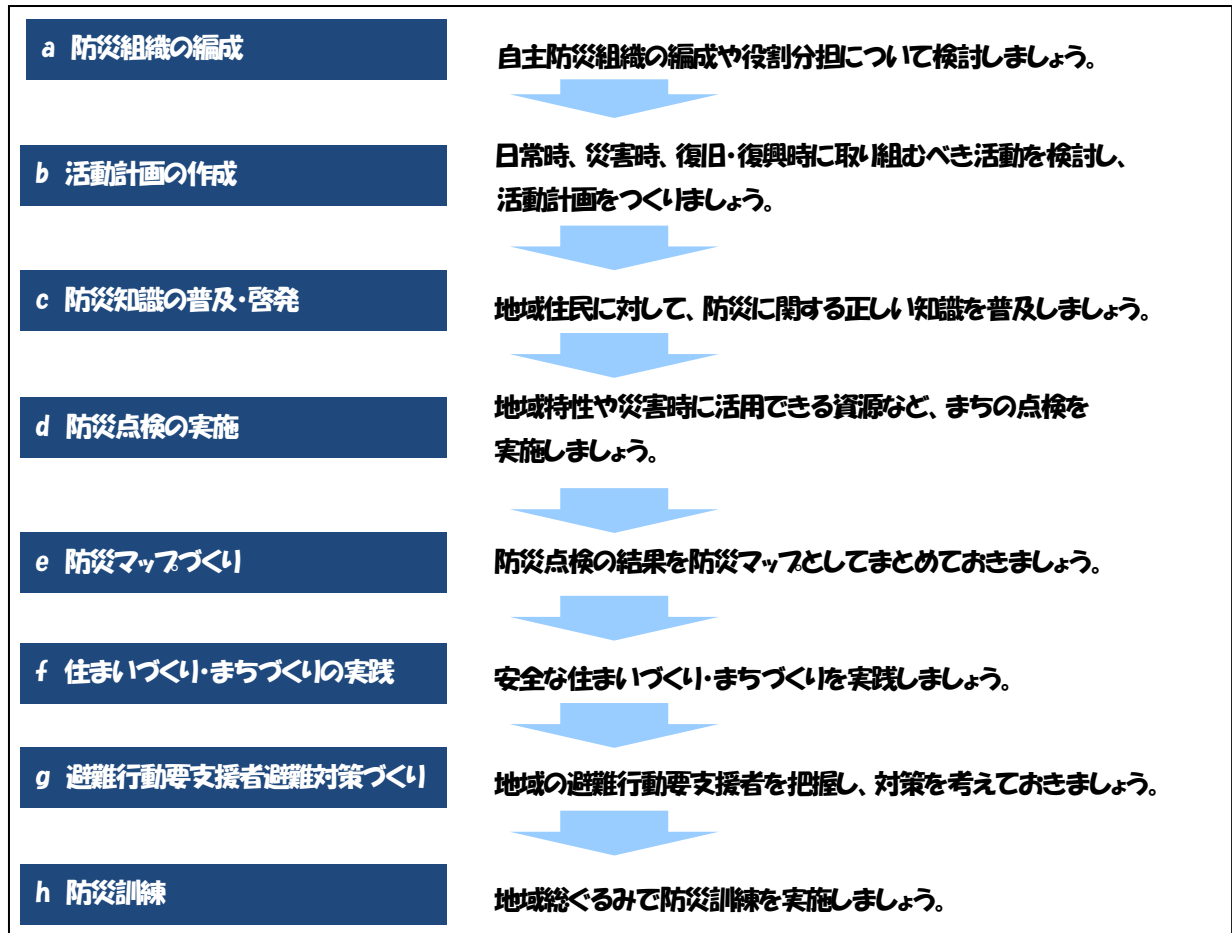 a 防災組織の編成
自主防災組織の編成や役割分担について検討しましょう。
b 活動計画の作成
日常時、災害時、復旧・復興時に取り組むべき活動を検討し、
活動計画をつくりましょう。
c 防災知識の普及・啓発
地域住民に対して、防災に関する正しい知識を普及しましょう。
d 防災点検の実施
地域特性や災害時に活用できる資源など、まちの点検を
実施しましょう。
e 防災マップづくり
防災点検の結果を防災マップとしてまとめておきましょう。
f 住まいづくり・まちづくりの実践
安全な住まいづくり・まちづくりを実践しましょう。
g 避難行動要支援者避難対策づくり
地域の避難行動要支援者を把握し、対策を考えておきましょう。
h 防災訓練
地域総ぐるみで防災訓練を実施しましょう。